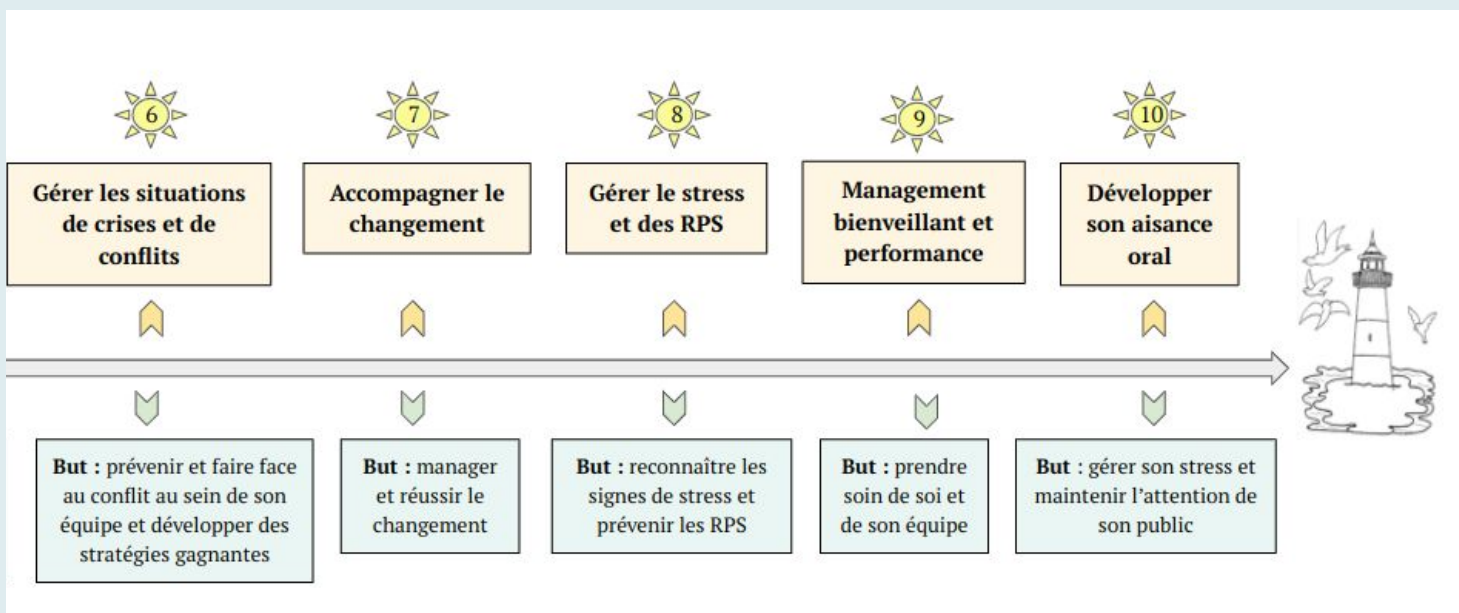 6
7
8
9
10
Gérer les situations
de crises et de
conflits
Accompagner le
changement
Gérer le stress
et des RPS
Management
bienveillant et
performance
Développer
son aisance
oral
But : prévenir et faire face
au conflit au sein de son
équipe et développer des
stratégies gagnantes
But : manager
et réussir le
changement
But : reconnaître les
signes de stress et
prévenir les RPS
But : prendre
soin de soi et
de son équipe
But : gérer son stress et
maintenir l'attention de
son public